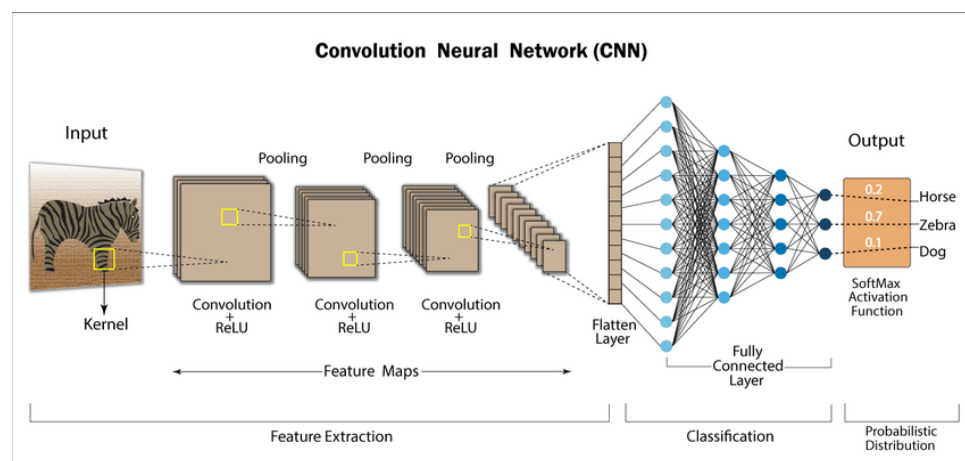 Convolution Neural Network (CNN)
Input
Output
Pooling
Pooling
Pooling
0.2
Horse
0.7
Zebra
0.1
Dog
Kernel
Convolution
+
ReLU
Convolution
+
ReLU
Convolution
+
ReLU
Flatten
Layer
SoftMax
Activation
Function
Feature Maps
Fully
Connected
Layer
Feature Extraction
Classification
Probabilistic
Distribution